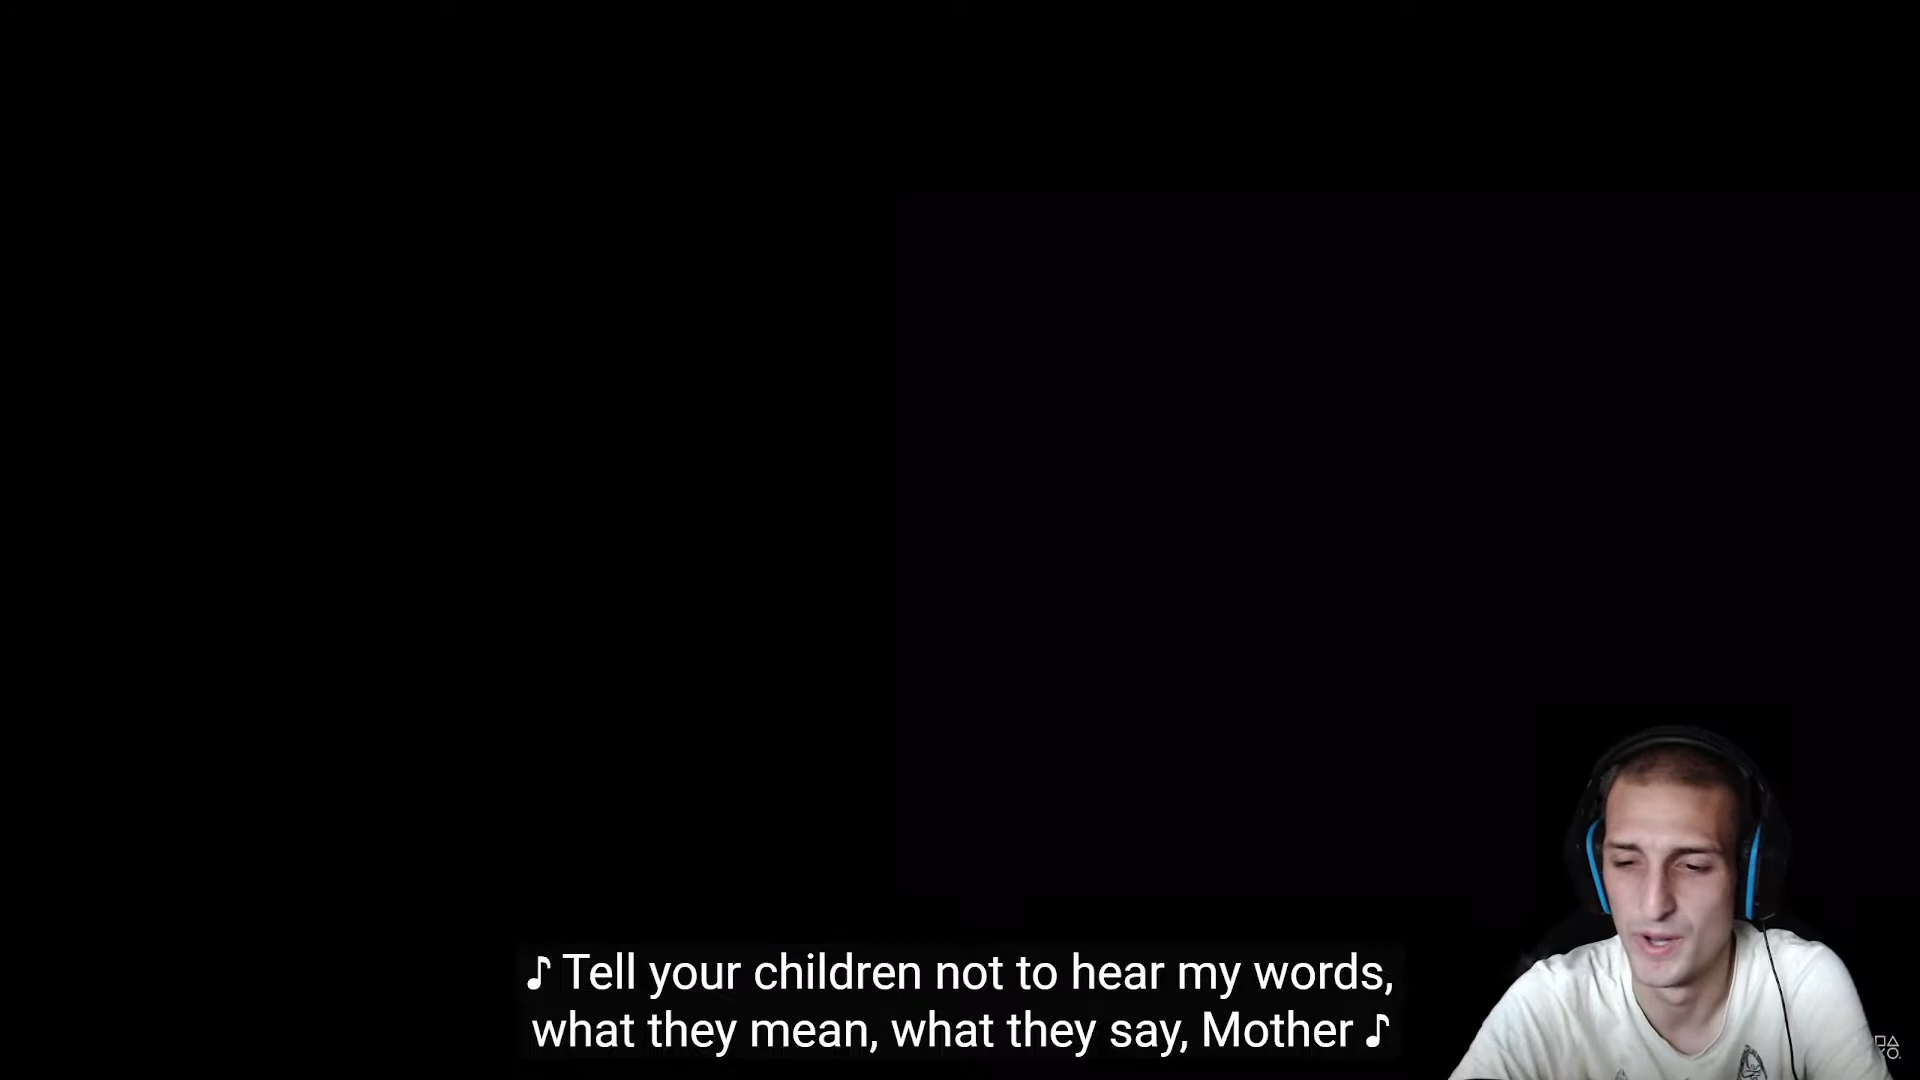 ♪ Tell your children not to hear my words,
what they mean, what they say, Mother ♪